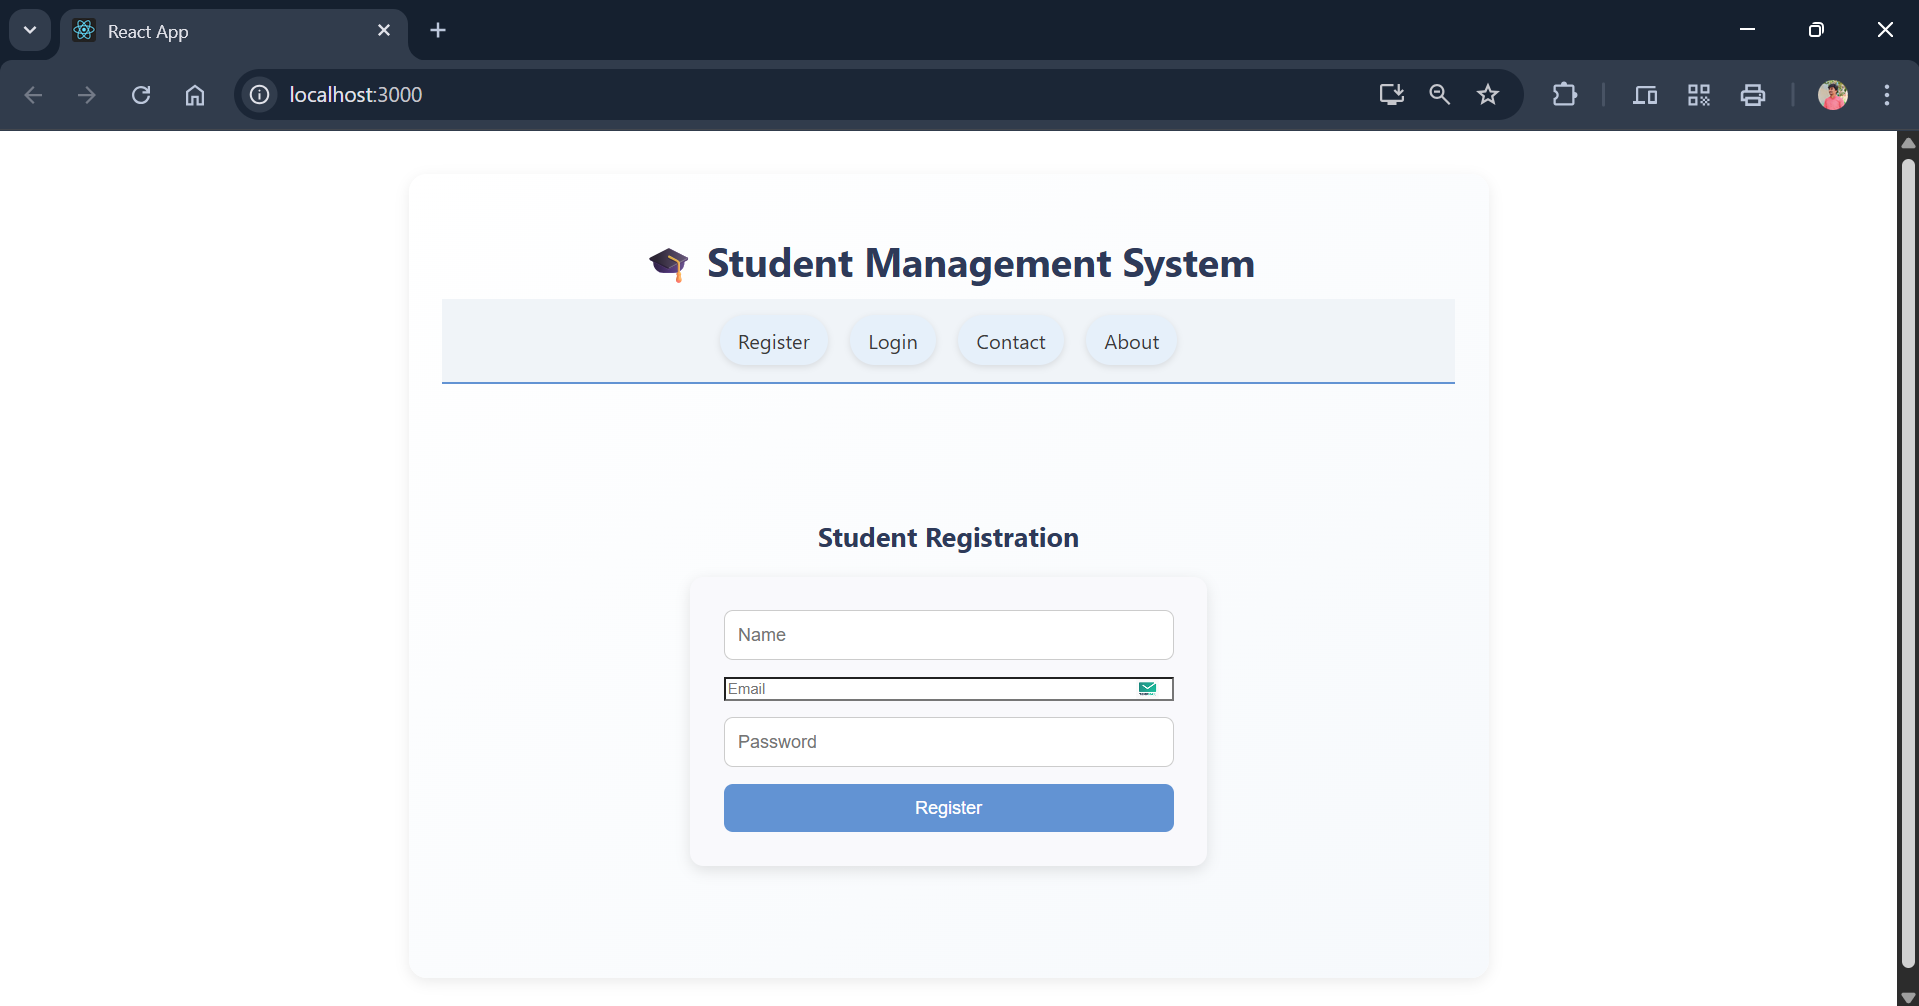 React App
localhost:3000
Student Management System
Register Login Contact About
Student Registration
Name
Email
Password
Register